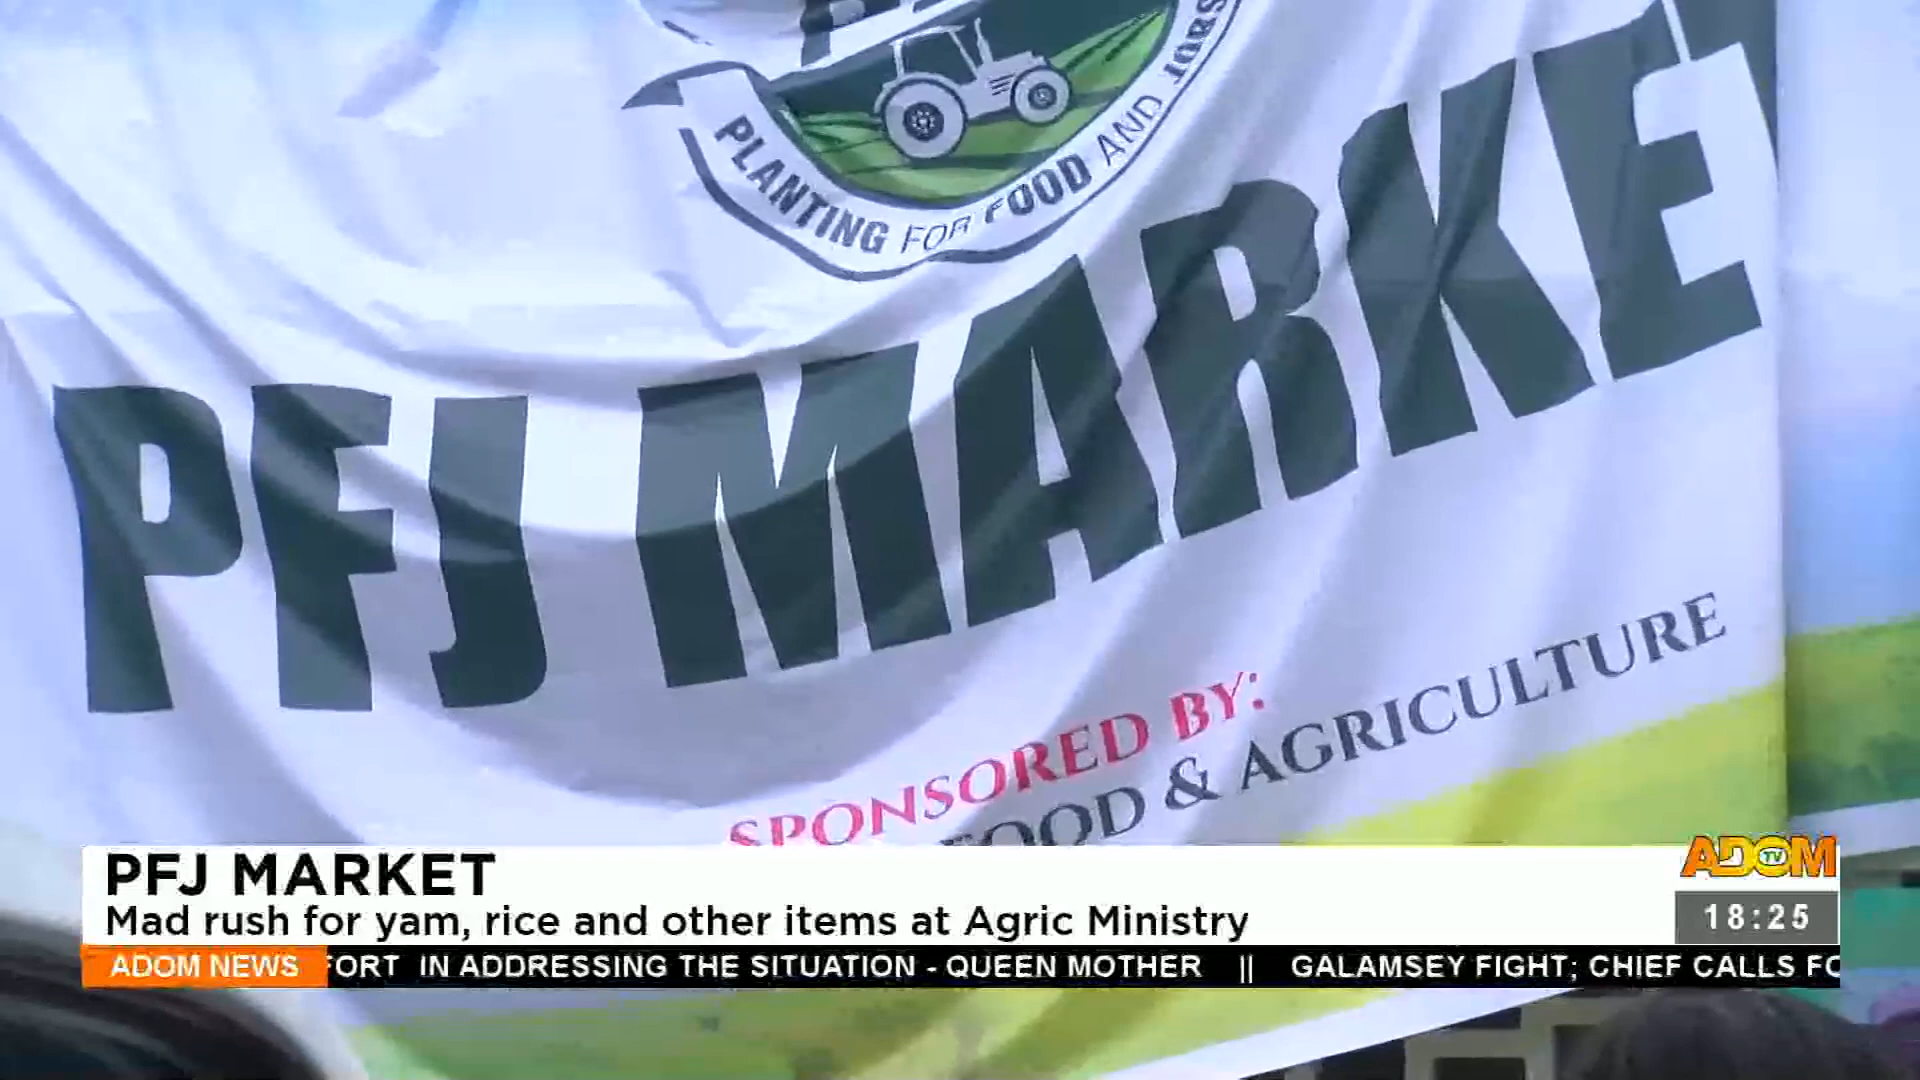 PLANTING FOR FOOD AND JOBS
PFJ MARKE
SPONSORED BY:
FOOD & AGRICULTURE
PFJ MARKET
Mad rush for yam, rice and other items at Agric Ministry
ADOM TV
18:25
ADOM NEWS
FORT IN ADDRESSING THE SITUATION - QUEEN MOTHER || GALAMSEY FIGHT; CHIEF CALLS FO